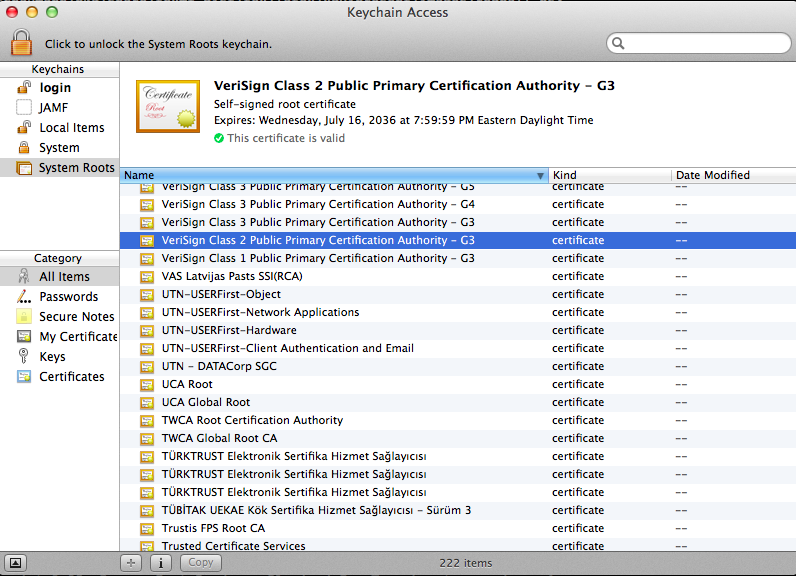 Keychain Access
Click to unlock the System Roots keychain.
Keychains
login
JAMF
Local Items
System
System Roots
Certificate
Root
VeriSign Class 2 Public Primary Certification Authority - G3
Self-signed root certificate
Expires: Wednesday, July 16, 2036 at 7:59:59 PM Eastern Daylight Time
This certificate is valid
Name Kind Date Modified
VeriSign Class 3 Public Primary Certification Authority - G5 certificate --
VeriSign Class 3 Public Primary Certification Authority - G4 certificate --
VeriSign Class 3 Public Primary Certification Authority - G3 certificate --
VeriSign Class 2 Public Primary Certification Authority - G3 certificate --
VeriSign Class 1 Public Primary Certification Authority - G3 certificate --
VAS Latvijas Pasts SSI(RCA) certificate --
UTN-USERFirst-Object certificate --
UTN-USERFirst-Network Applications certificate --
UTN-USERFirst-Hardware certificate --
UTN-USERFirst-Client Authentication and Email certificate --
UTN - DATACorp SGC certificate --
UCA Root certificate --
UCA Global Root certificate --
TWCA Root Certification Authority certificate --
TWCA Global Root CA certificate --
TÜRKTRUST Elektronik Sertifika Hizmet Sağlayıcısı certificate --
TÜRKTRUST Elektronik Sertifika Hizmet Sağlayıcısı certificate --
TÜRKTRUST Elektronik Sertifika Hizmet Sağlayıcısı certificate --
TÜBİTAK UEKAE Kök Sertifika Hizmet Sağlayıcısı - Sürüm 3 certificate --
Trustis FPS Root CA certificate --
Trusted Certificate Services certificate --
Category
All Items
Passwords
Secure Notes
My Certificate
Keys
Certificates
+ i Copy
222 items